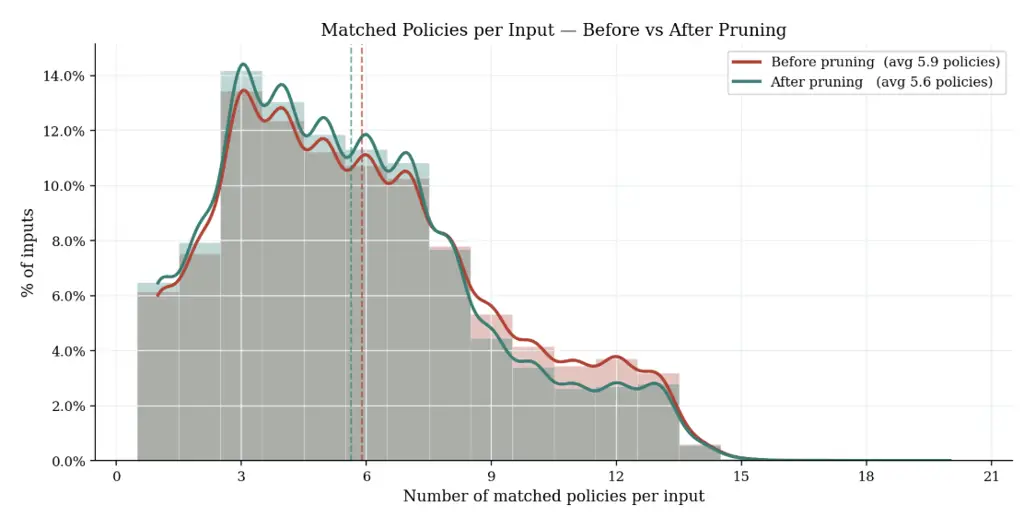 Matched Policies per Input — Before vs After Pruning
Before pruning (avg 5.9 policies)
After pruning (avg 5.6 policies)
% of inputs
14.0%
12.0%
10.0%
8.0%
6.0%
4.0%
2.0%
0.0%
0 3 6 9 12 15 18 21
Number of matched policies per input